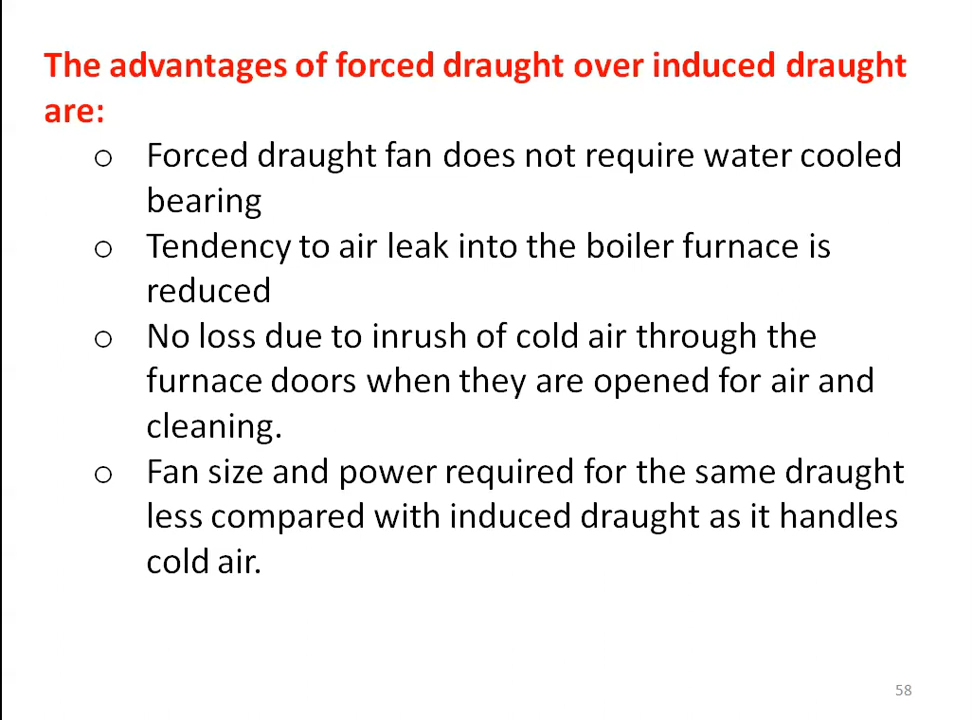 The advantages of forced draught over induced draught
are:
o Forced draught fan does not require water cooled
bearing
o Tendency to air leak into the boiler furnace is
reduced
o No loss due to inrush of cold air through the
furnace doors when they are opened for air and
cleaning.
o Fan size and power required for the same draught
less compared with induced draught as it handles
cold air.
58